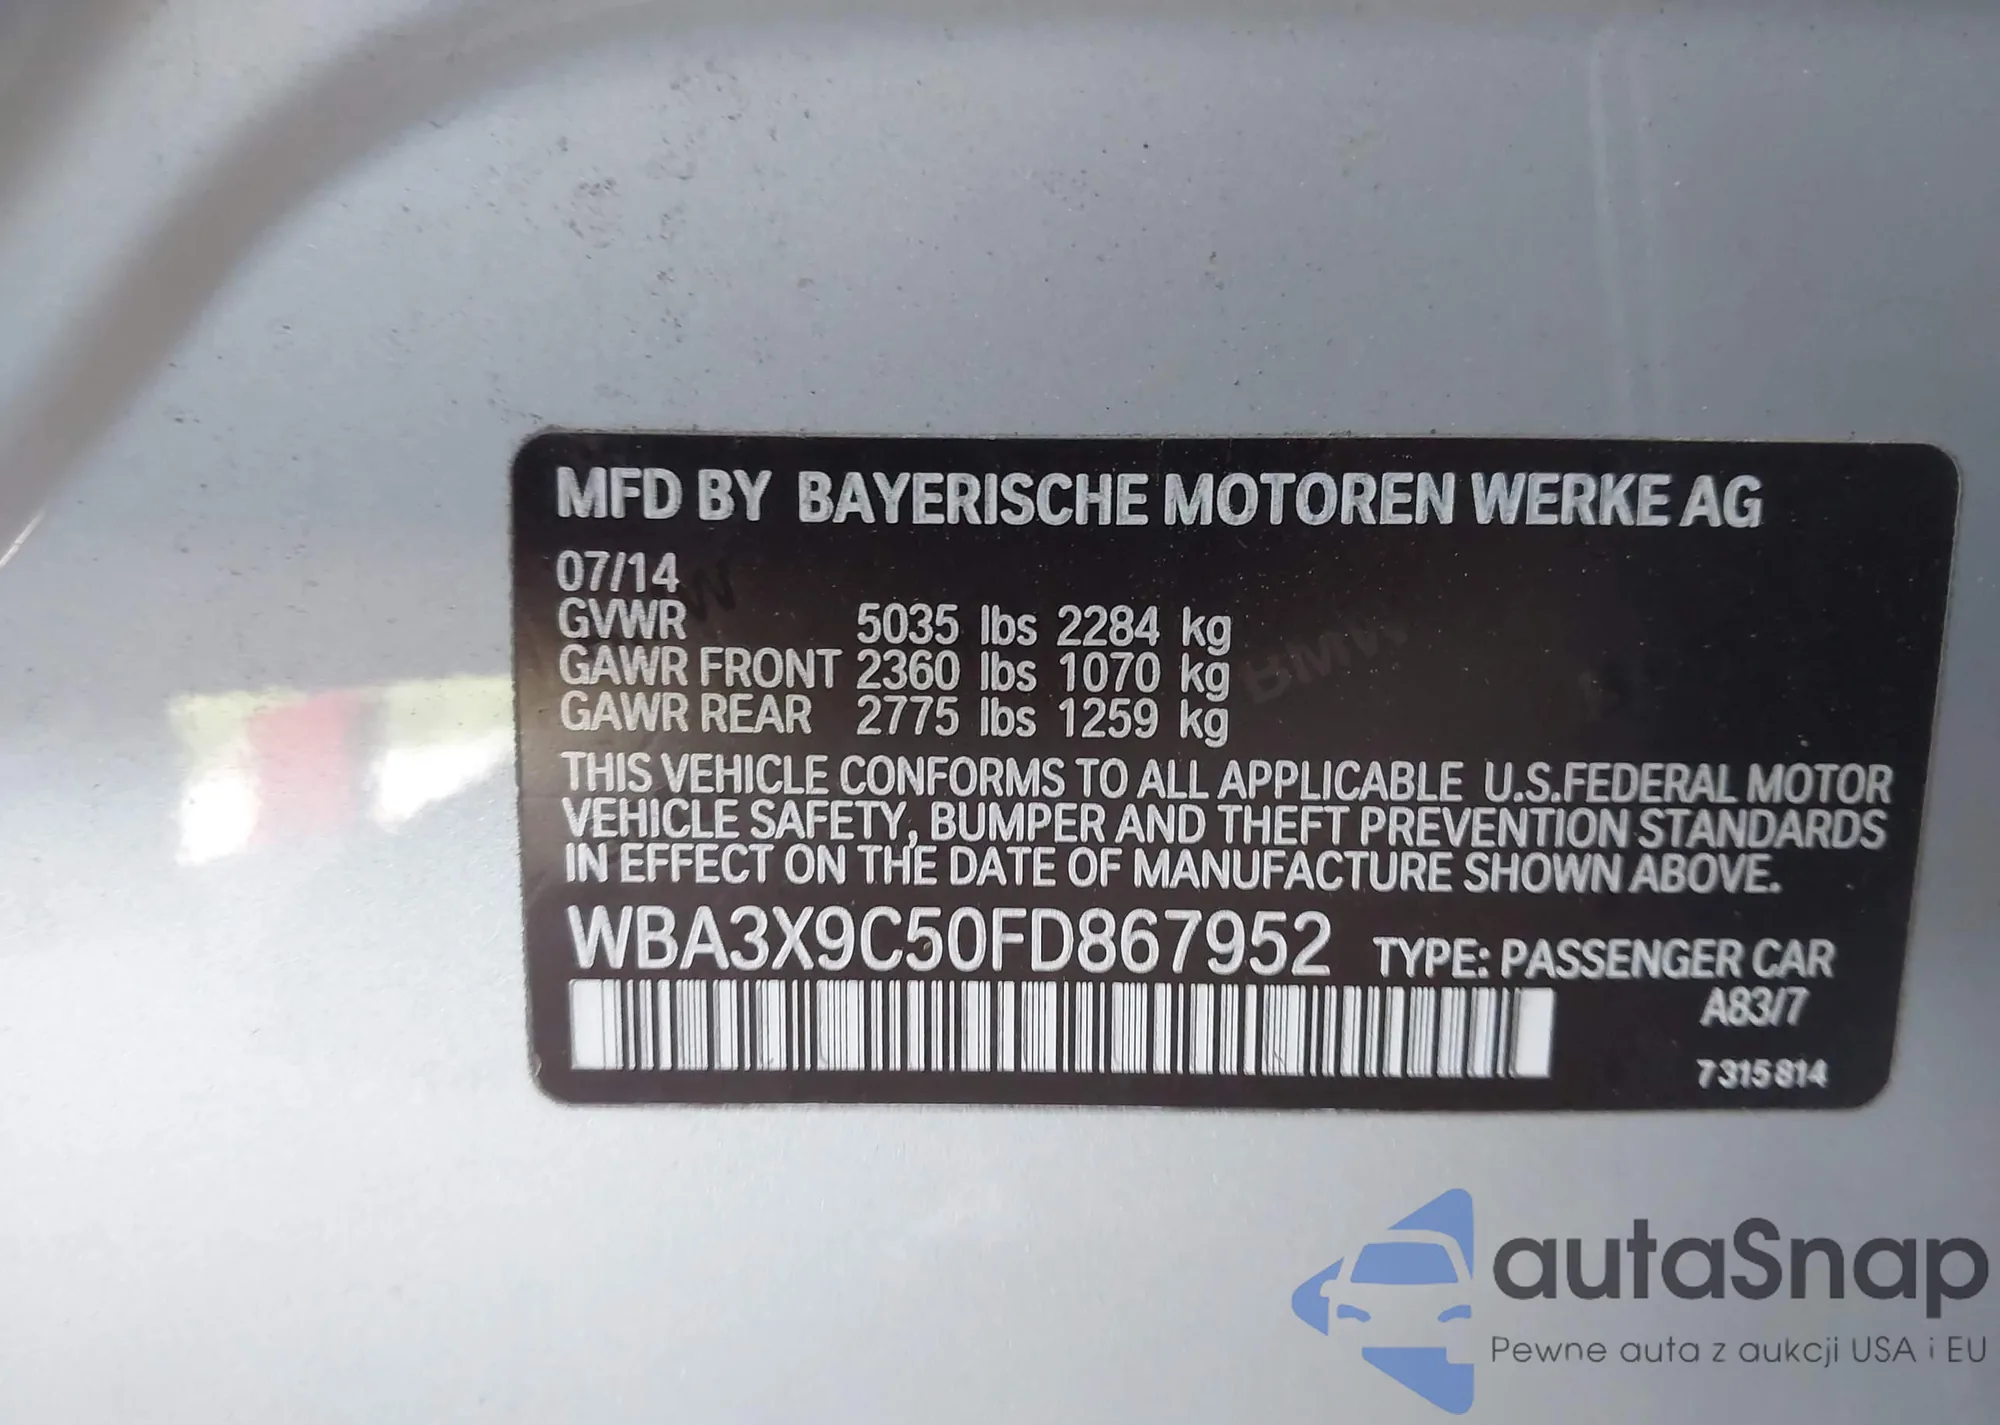 MFD BY BAYERISCHE MOTOREN WERKE AG
07/14
GVWR 5035 lbs 2284 kg
GAWR FRONT 2360 lbs 1070 kg
GAWR REAR 2775 lbs 1259 kg
THIS VEHICLE CONFORMS TO ALL APPLICABLE U.S.FEDERAL MOTOR
VEHICLE SAFETY, BUMPER AND THEFT PREVENTION STANDARDS
IN EFFECT ON THE DATE OF MANUFACTURE SHOWN ABOVE.
WBA3X9C50FD867952 TYPE: PASSENGER CAR
A83/7
7315814
BMW
autaSnap
Pewne auta z aukcji USA i EU